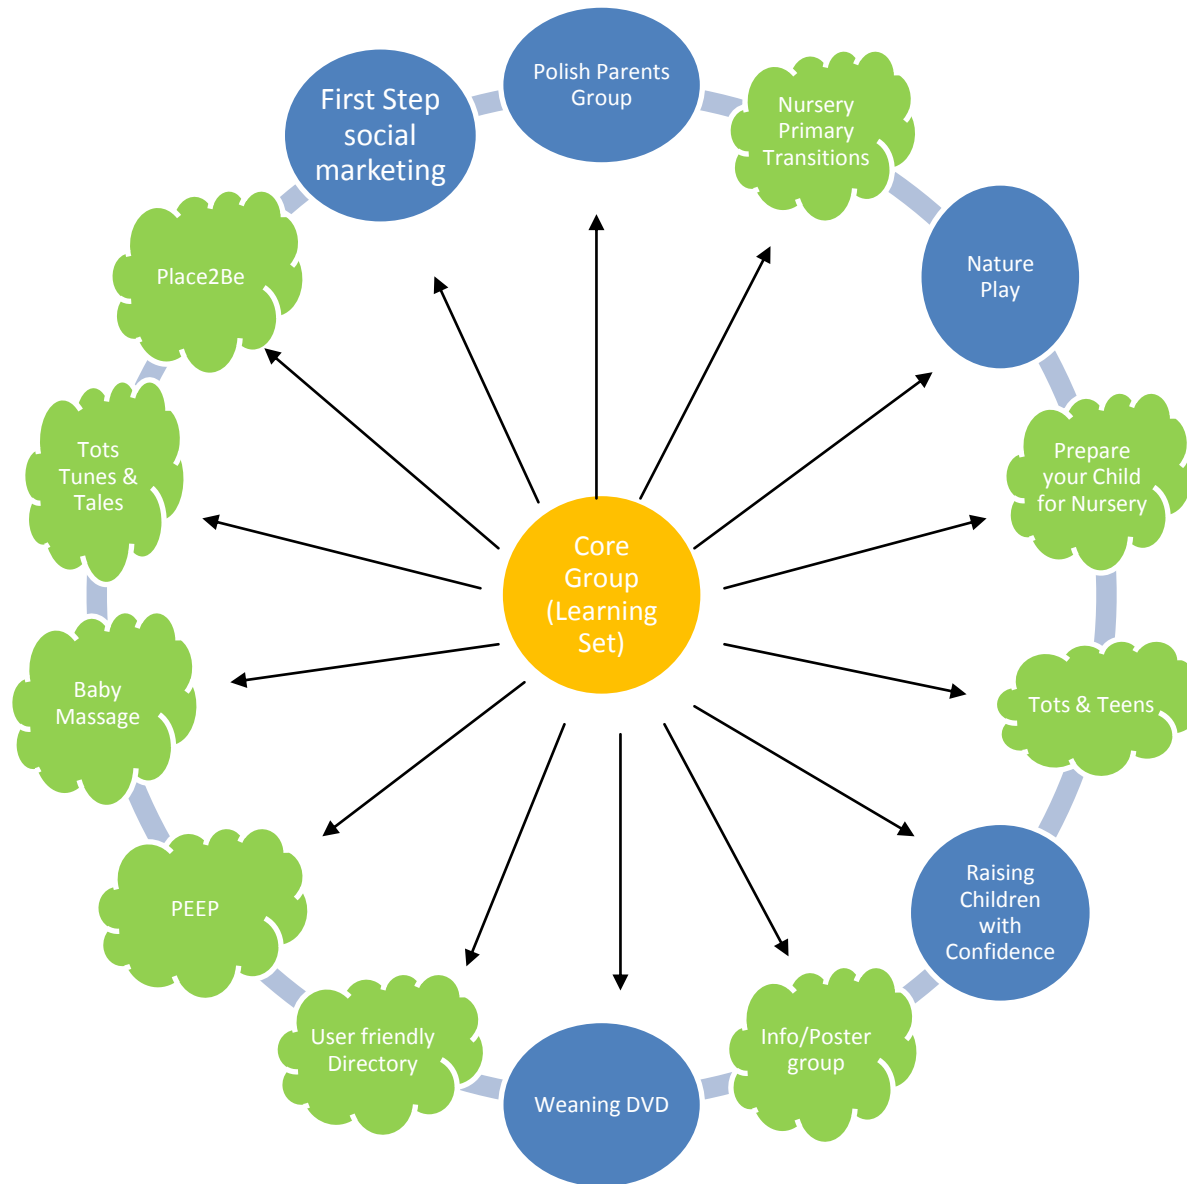 Polish Parents
Group
First Step
social
marketing
Nursery
Primary
Transitions
Place2Be
Nature
Play
Tots
Tunes &
Tales
Prepare
your Child
for Nursery
Core
Group
(Learning
Set)
Baby
Massage
Tots & Teens
PEEP
Raising
Children
with
Confidence
User friendly
Directory
Info/Poster
group
Weaning DVD